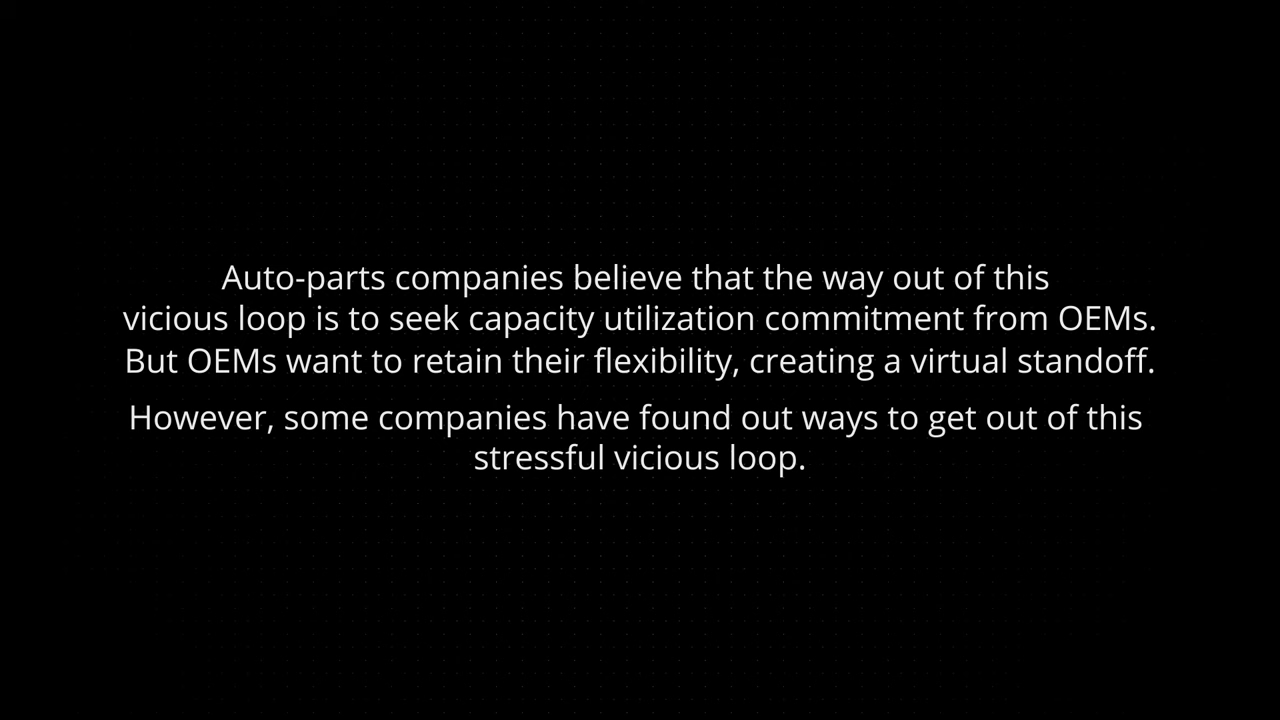 Auto-parts companies believe that the way out of this
vicious loop is to seek capacity utilization commitment from OEMs.
But OEMs want to retain their flexibility, creating a virtual standoff.
However, some companies have found out ways to get out of this
stressful vicious loop.